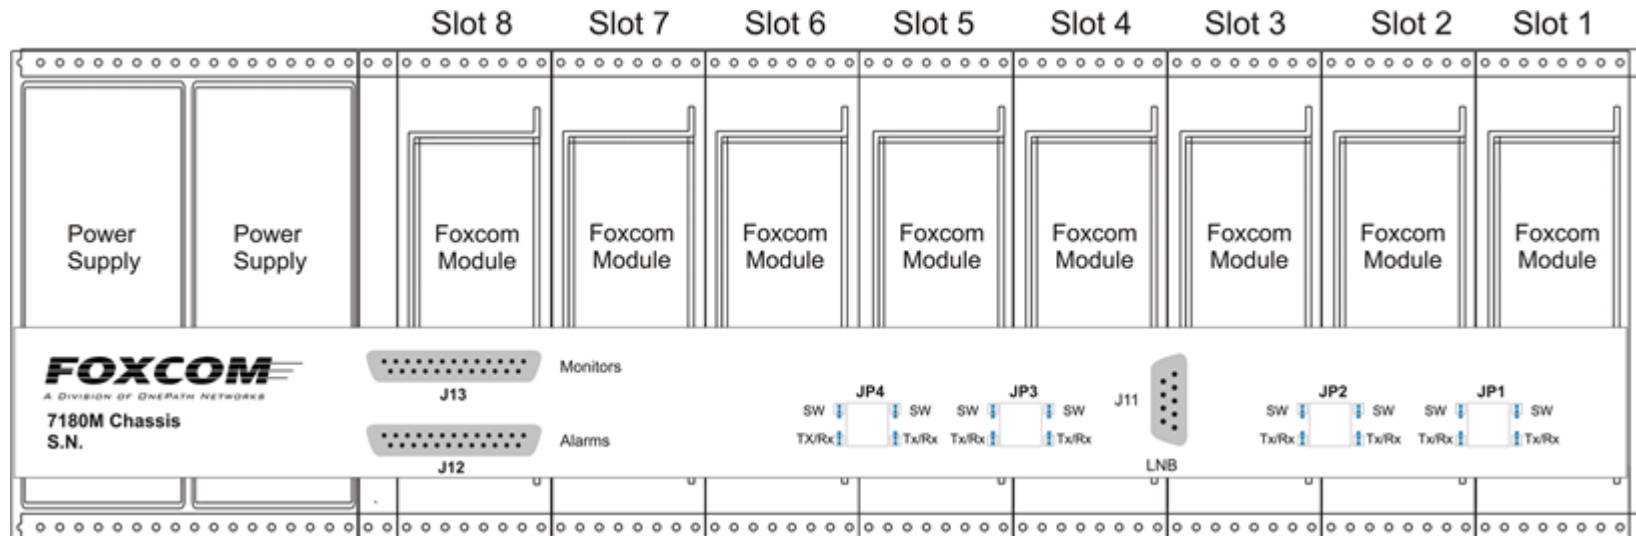 Slot 8 Slot 7 Slot 6 Slot 5 Slot 4 Slot 3 Slot 2 Slot 1
Power Supply
Power Supply
Foxcom Module
Foxcom Module
Foxcom Module
Foxcom Module
Foxcom Module
Foxcom Module
Foxcom Module
Foxcom Module
FOXCOM
A DIVISION OF ONEPATH NETWORKS
7180M Chassis
S.N.
Monitors
J13
Alarms
J12
JP4
SW SW
TX/Rx Tx/Rx
JP3
SW SW
Tx/Rx Tx/Rx
J11
LNB
JP2
SW SW
Tx/Rx Tx/Rx
JP1
SW SW
Tx/Rx Tx/Rx